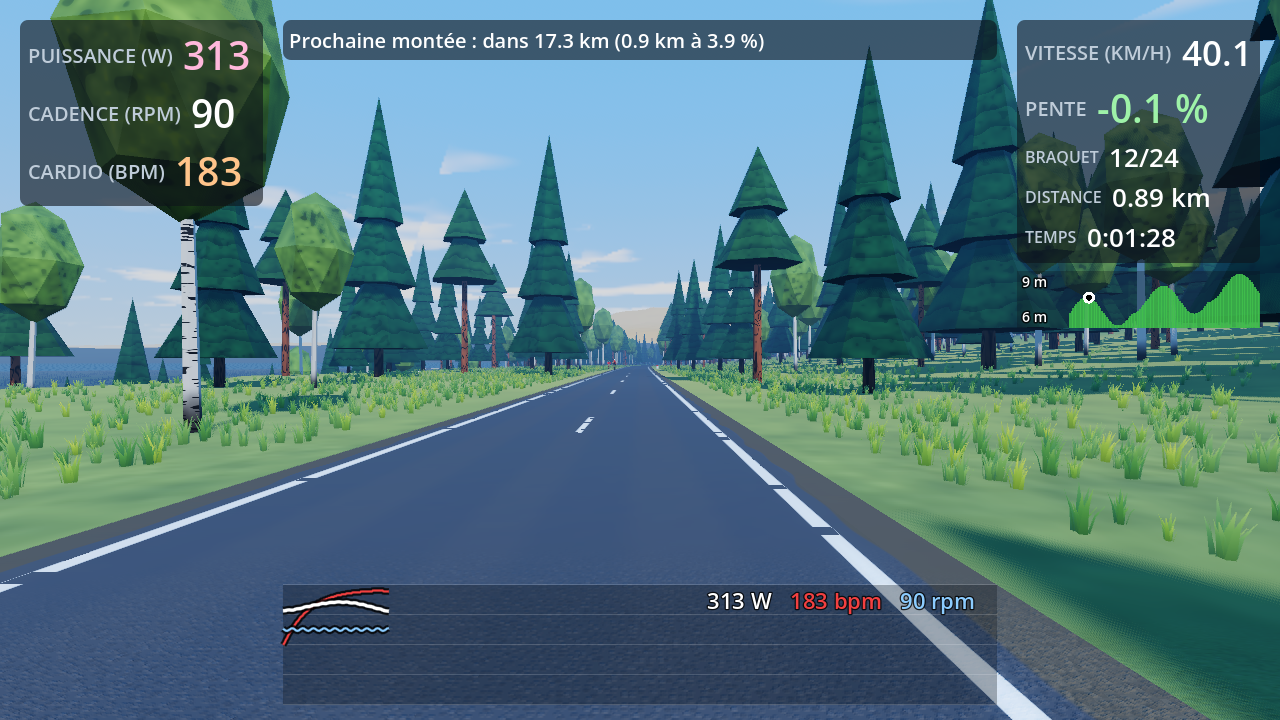 PUISSANCE (W) 313
CADENCE (RPM) 90
CARDIO (BPM) 183
Prochaine montée : dans 17.3 km (0.9 km à 3.9 %)
VITESSE (KM/H) 40.1
PENTE -0.1 %
BRAQUET 12/24
DISTANCE 0.89 km
TEMPS 0:01:28
9 m
6 m
313 W 183 bpm 90 rpm